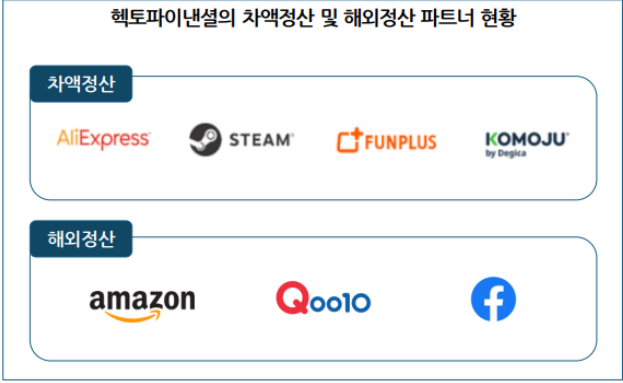 헥토파이낸셜의 차액정산 및 해외정산 파트너 현황
차액정산
AliExpress
STEAM
FUNPLUS
KOMOJU
by Degica
해외정산
amazon
Qoo10